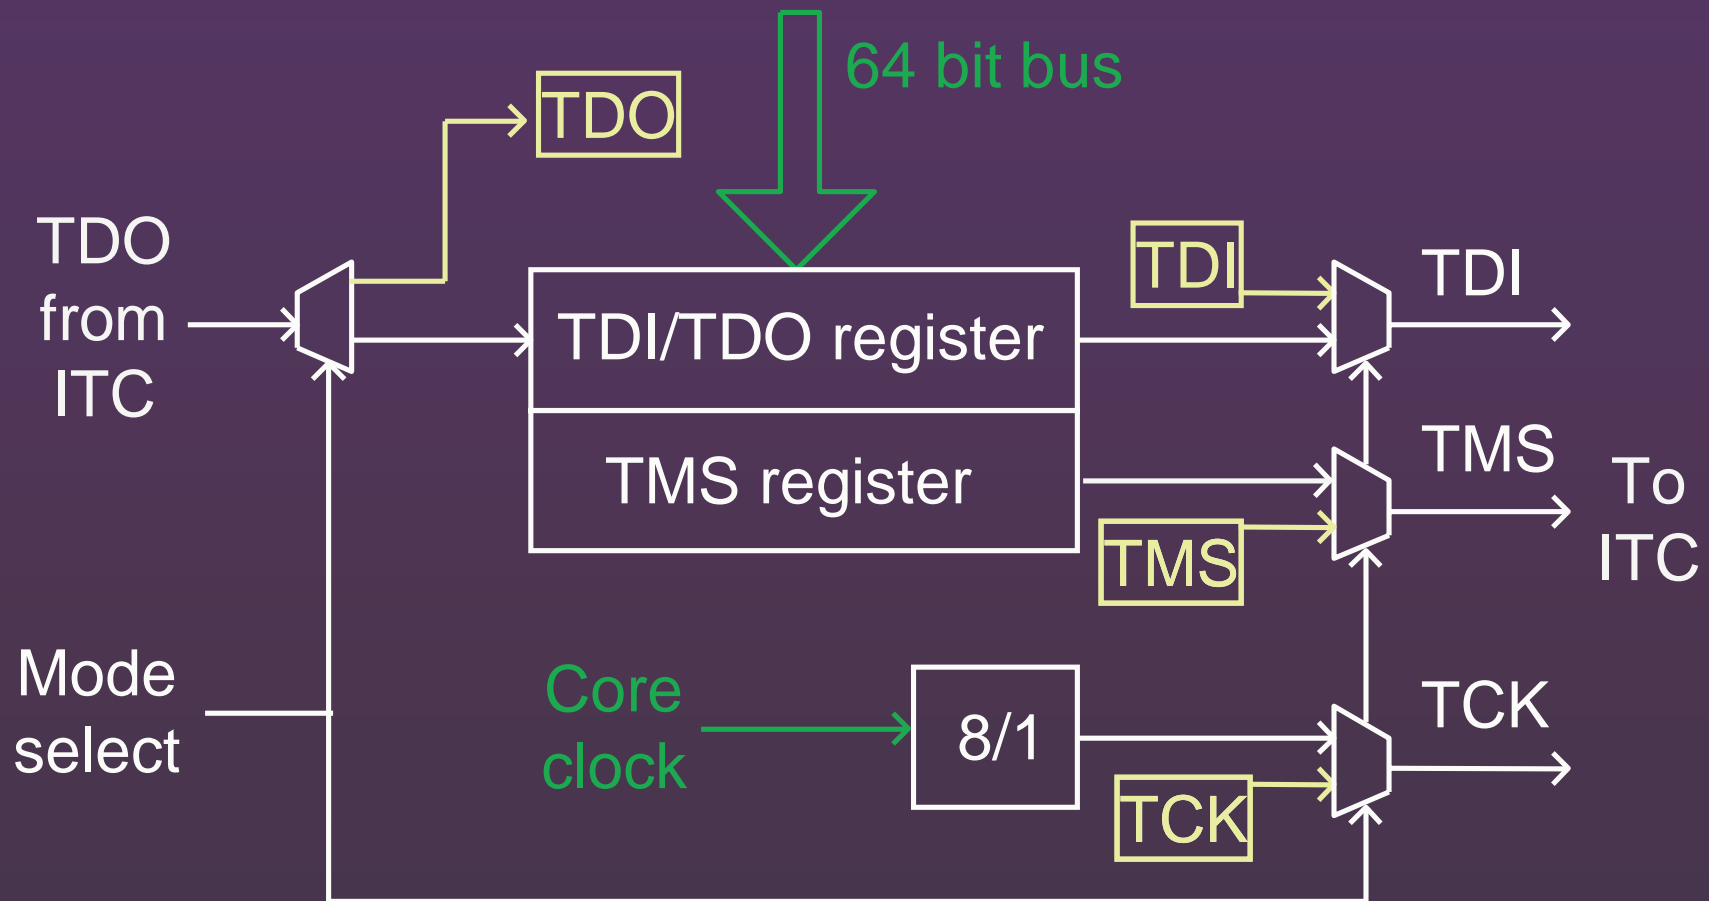 64 bit bus
TDO
TDO
from
ITC
TDI
TDI
TDI/TDO register
TMS register
TMS
TMS
To
ITC
Mode
select
Core
clock
8/1
TCK
TCK